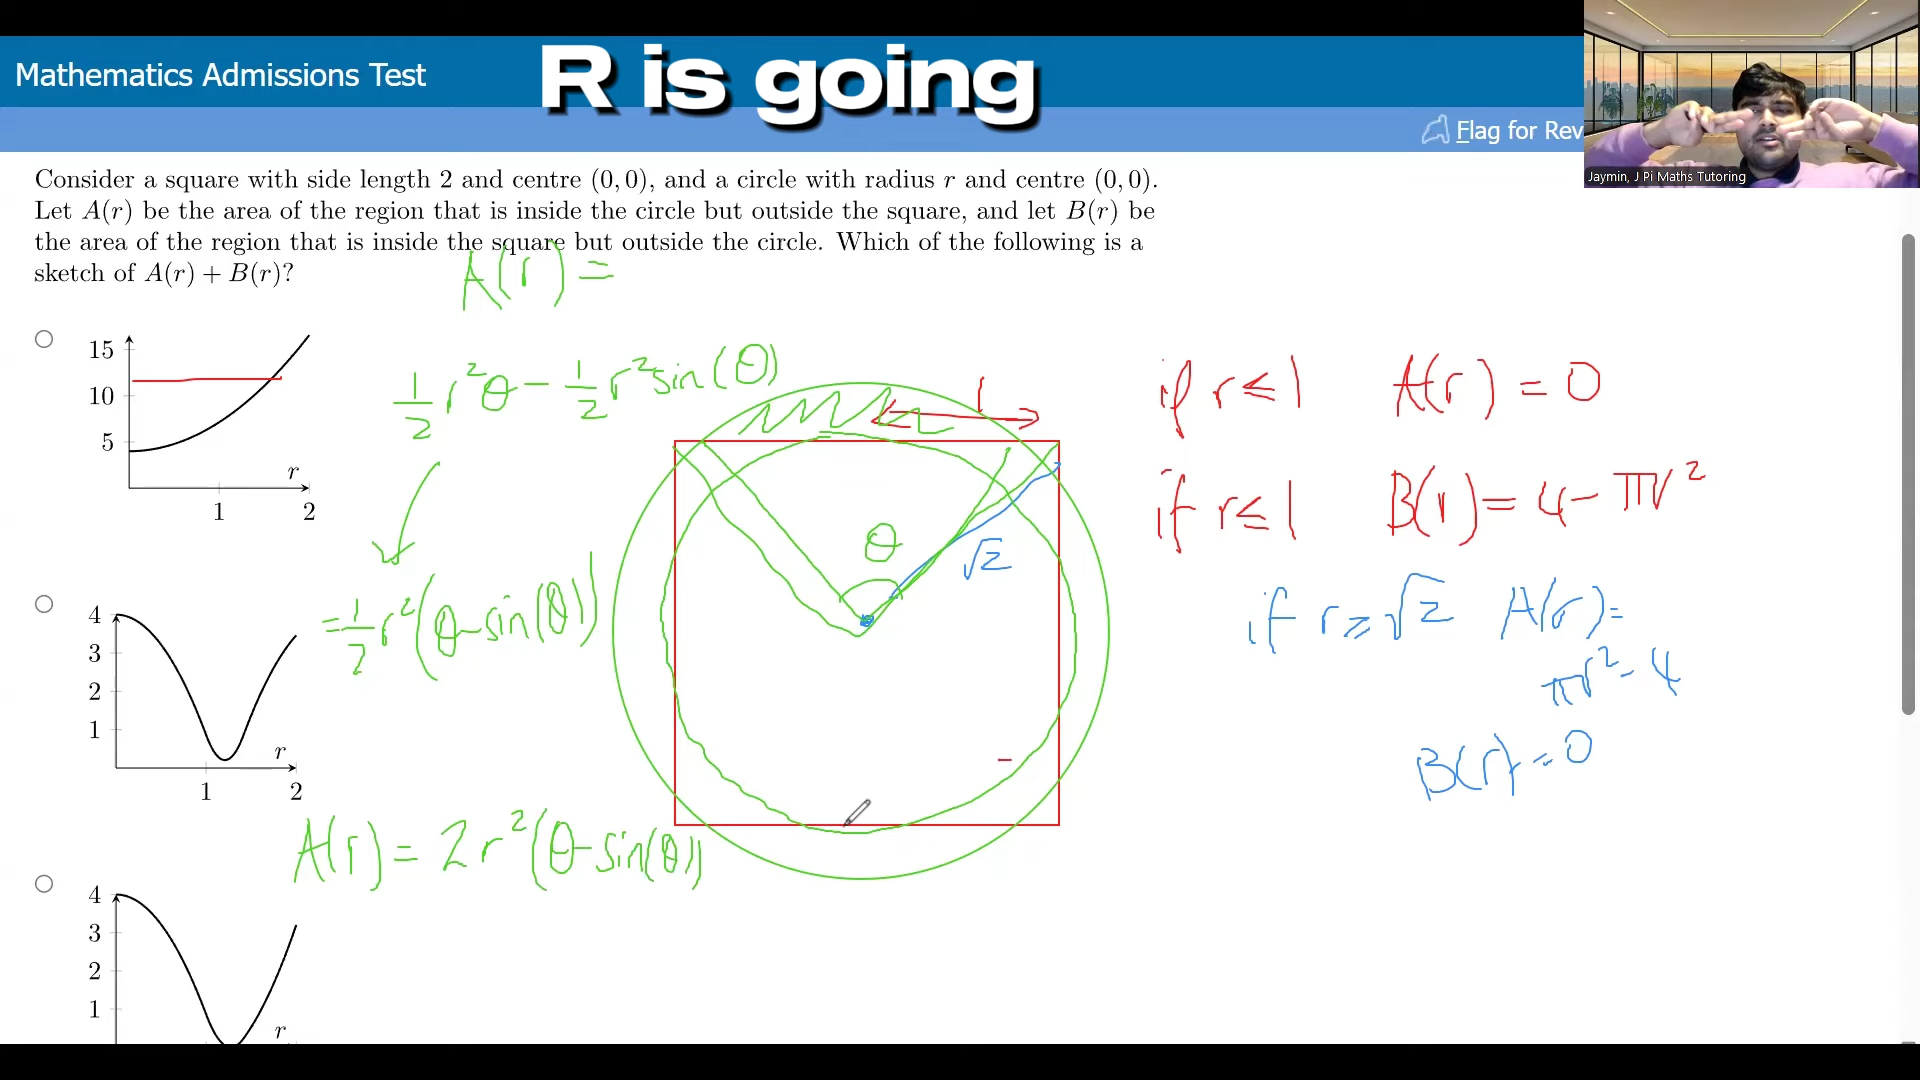 Mathematics Admissions Test
R is going
Flag for Rev
Jaymin, J Pi Maths Tutoring
Consider a square with side length 2 and centre (0, 0), and a circle with radius r and centre (0, 0).
Let A(r) be the area of the region that is inside the circle but outside the square, and let B(r) be
the area of the region that is inside the square but outside the circle. Which of the following is a
sketch of A(r) + B(r)?
A(r) =
15
10
5
r
1
2
½ r²θ − ½ r² sin(θ)
= ½ r² (θ − sin(θ))
1
θ
√2
if r ≤ 1 A(r) = 0
if r ≤ 1 B(r) = 4 − πr²
if r ≥ √2 A(r) =
πr² − 4
B(r) = 0
4
3
2
1
r
1
2
A(r) = 2r² (θ − sin(θ))
4
3
2
1
r